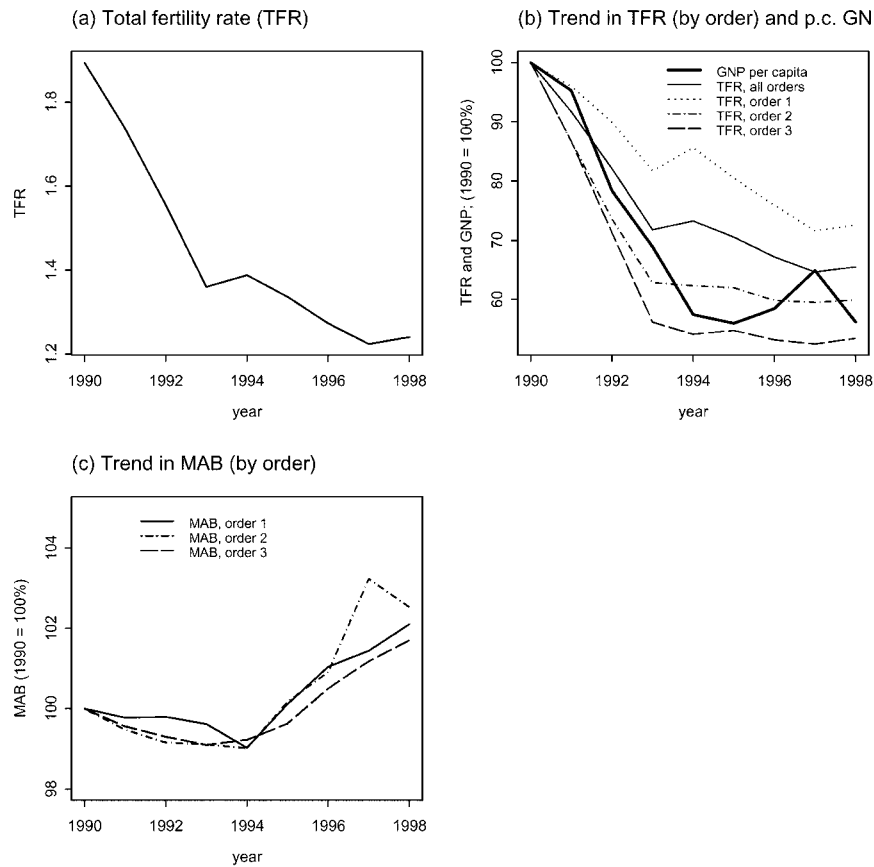 (a) Total fertility rate (TFR)
1.8
1.6
1.4
1.2
TFR
1990 1992 1994 1996 1998
year
(b) Trend in TFR (by order) and p.c. GN
100
90
80
70
60
TFR and GNP; (1990 = 100%)
GNP per capita
TFR, all orders
TFR, order 1
TFR, order 2
TFR, order 3
1990 1992 1994 1996 1998
year
(c) Trend in MAB (by order)
104
102
100
98
MAB (1990 = 100%)
MAB, order 1
MAB, order 2
MAB, order 3
1990 1992 1994 1996 1998
year